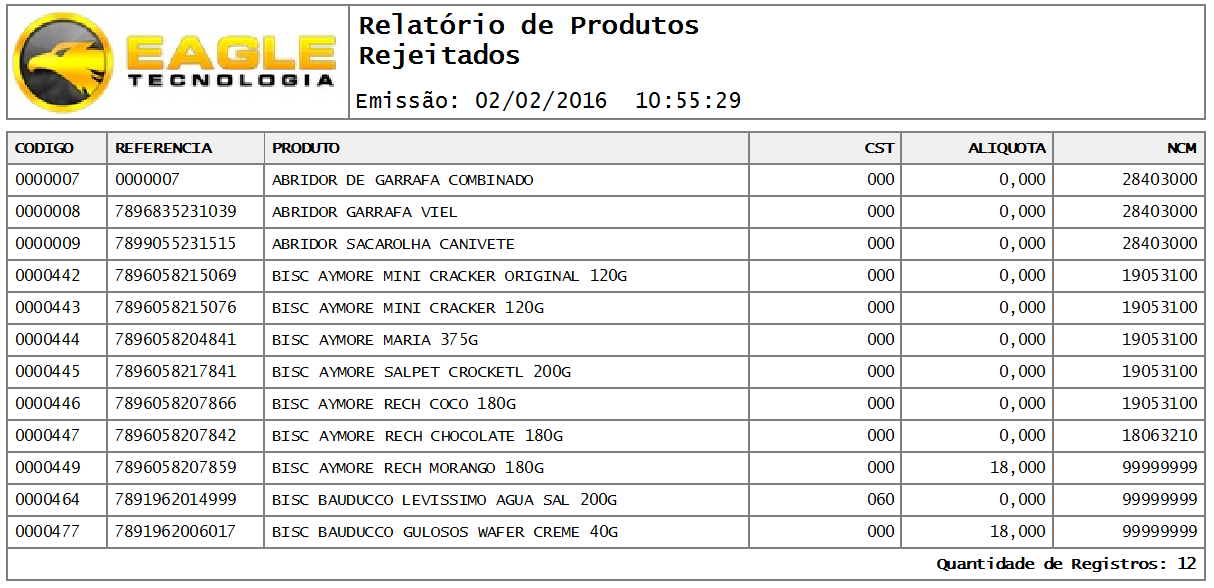 EAGLE
TECNOLOGIA
Relatório de Produtos
Rejeitados
Emissão: 02/02/2016 10:55:29
CODIGO REFERENCIA PRODUTO CST ALIQUOTA NCM
0000007 0000007 ABRIDOR DE GARRAFA COMBINADO 000 0,000 28403000
0000008 7896835231039 ABRIDOR GARRAFA VIEL 000 0,000 28403000
0000009 7899055231515 ABRIDOR SACAROLHA CANIVETE 000 0,000 28403000
0000442 7896058215069 BISC AYMORE MINI CRACKER ORIGINAL 120G 000 0,000 19053100
0000443 7896058215076 BISC AYMORE MINI CRACKER 120G 000 0,000 19053100
0000444 7896058204841 BISC AYMORE MARIA 375G 000 0,000 19053100
0000445 7896058217841 BISC AYMORE SALPET CROCKETL 200G 000 0,000 19053100
0000446 7896058207866 BISC AYMORE RECH COCO 180G 000 0,000 19053100
0000447 7896058207842 BISC AYMORE RECH CHOCOLATE 180G 000 0,000 18063210
0000449 7896058207859 BISC AYMORE RECH MORANGO 180G 000 18,000 99999999
0000464 7891962014999 BISC BAUDUCCO LEVISSIMO AGUA SAL 200G 060 0,000 99999999
0000477 7891962006017 BISC BAUDUCCO GULOSOS WAFER CREME 40G 000 18,000 99999999
Quantidade de Registros: 12